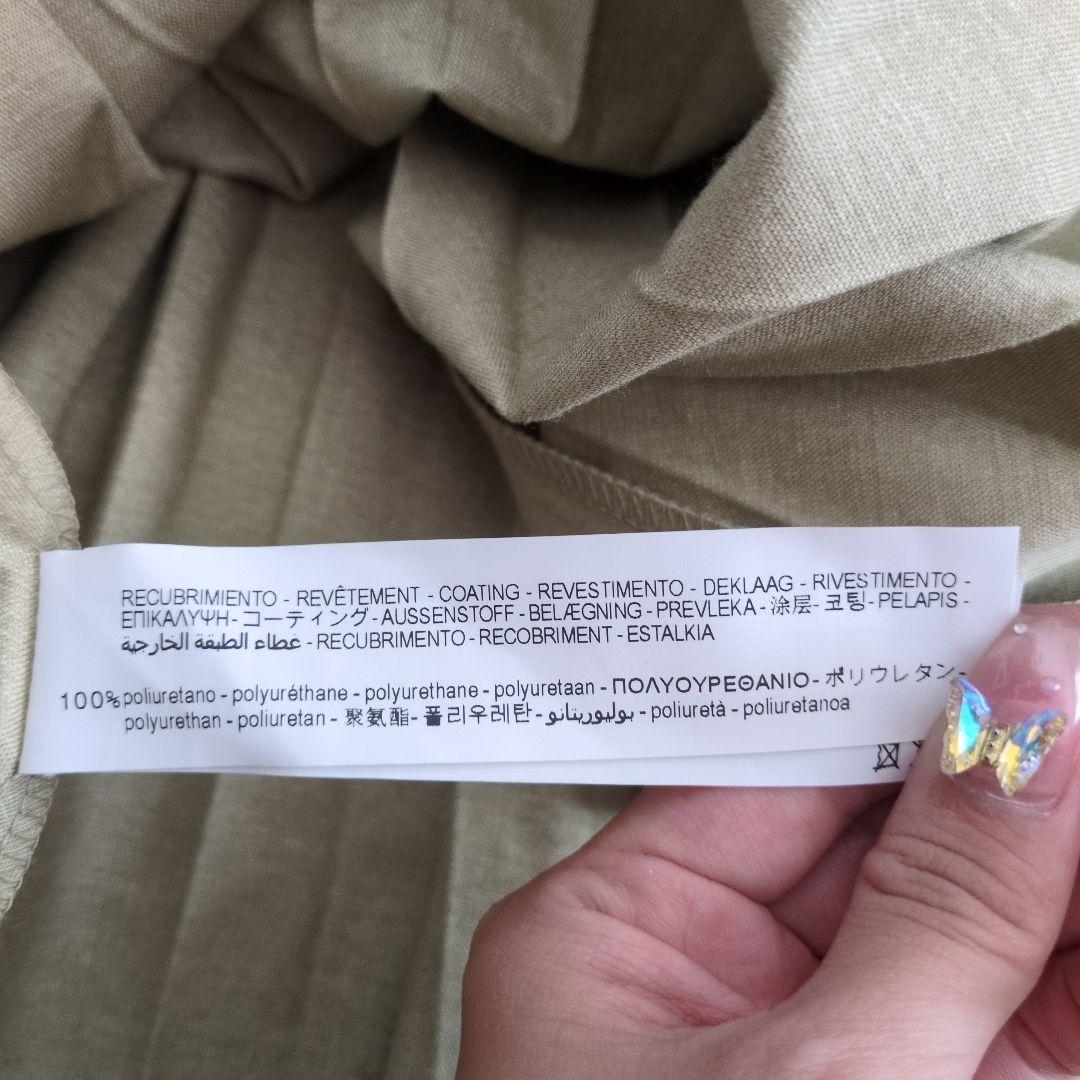 RECUBRIMIENTO - REVÊTEMENT - COATING - REVESTIMENTO - DEKLAAG - RIVESTIMENTO -
ΕΠΙΚΑΛΥΨΗ - コーティング - AUSSENSTOFF - BELÆGNING - PREVLEKA - 涂层 - 코팅 - PELAPIS -
غطاء الطبقة الخارجية - RECUBRIMENTO - RECOBRIMENT - ESTALKIA
100% poliuretano - polyuréthane - polyurethane - polyuretaan - ΠΟΛΥΟΥΡΕΘΑΝΙΟ - ポリウレタン -
polyurethan - poliuretan - 聚氨酯 - 폴리우레탄 - بوليوريتانو - poliuretà - poliuretanoa